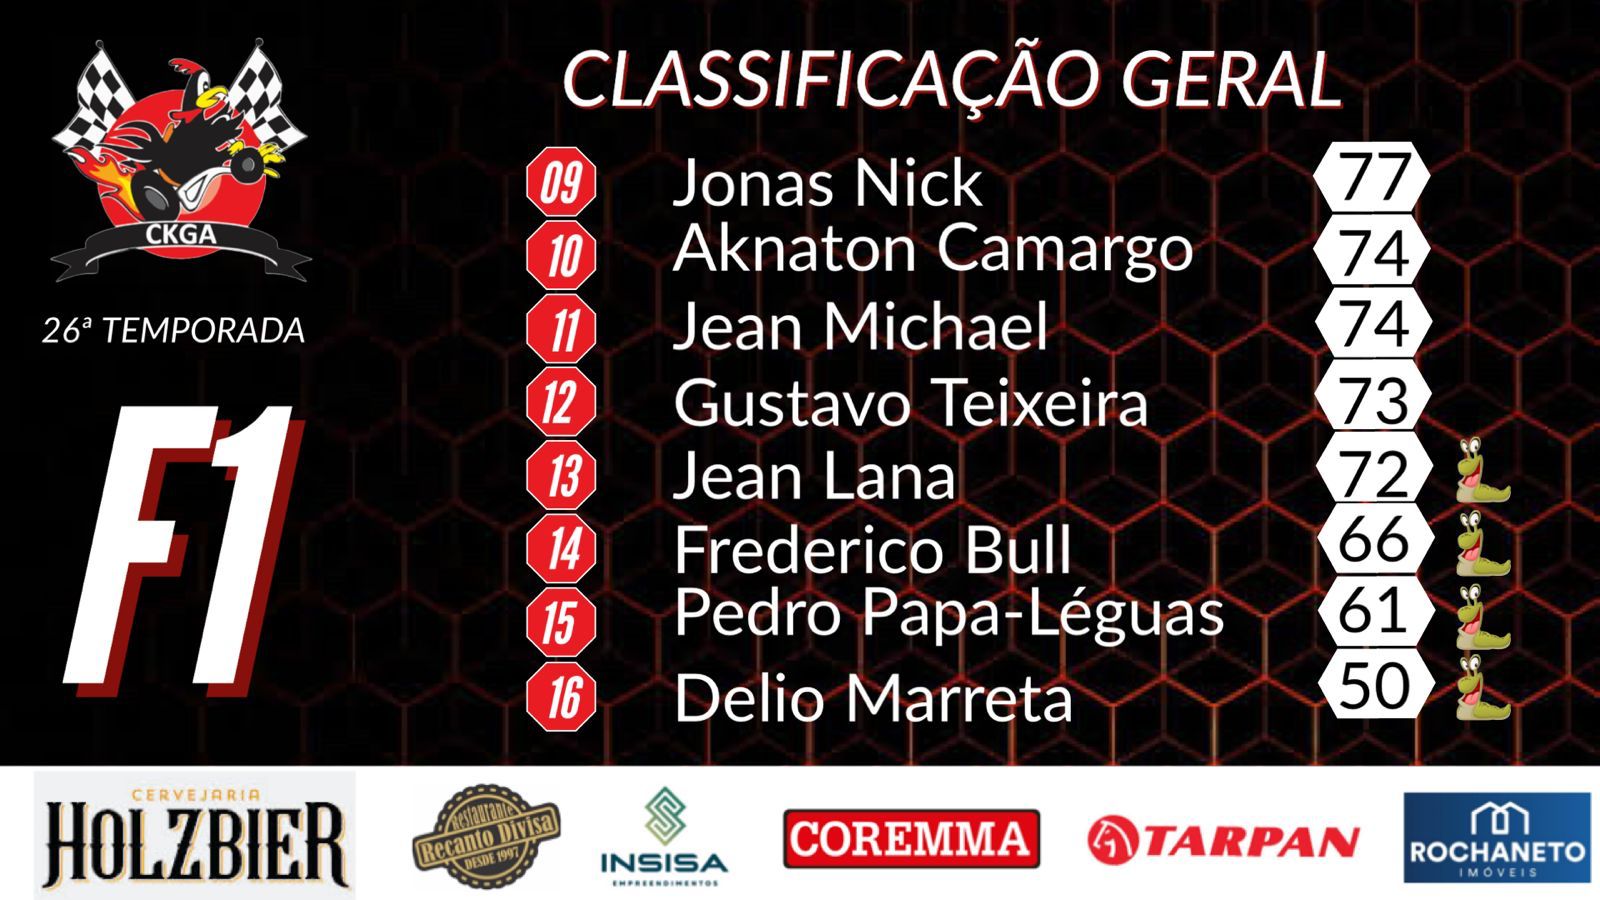 CLASSIFICAÇÃO GERAL
CKGA
26ª TEMPORADA
F1
09 Jonas Nick 77
10 Aknaton Camargo 74
11 Jean Michael 74
12 Gustavo Teixeira 73
13 Jean Lana 72
14 Frederico Bull 66
15 Pedro Papa-Léguas 61
16 Delio Marreta 50
CERVEJARIA
HOLZBIER
Restaurante
Recanto Divisa
DESDE 1997
INSISA
EMPREENDIMENTOS
COREMMA
TARPAN
ROCHANETO
IMÓVEIS